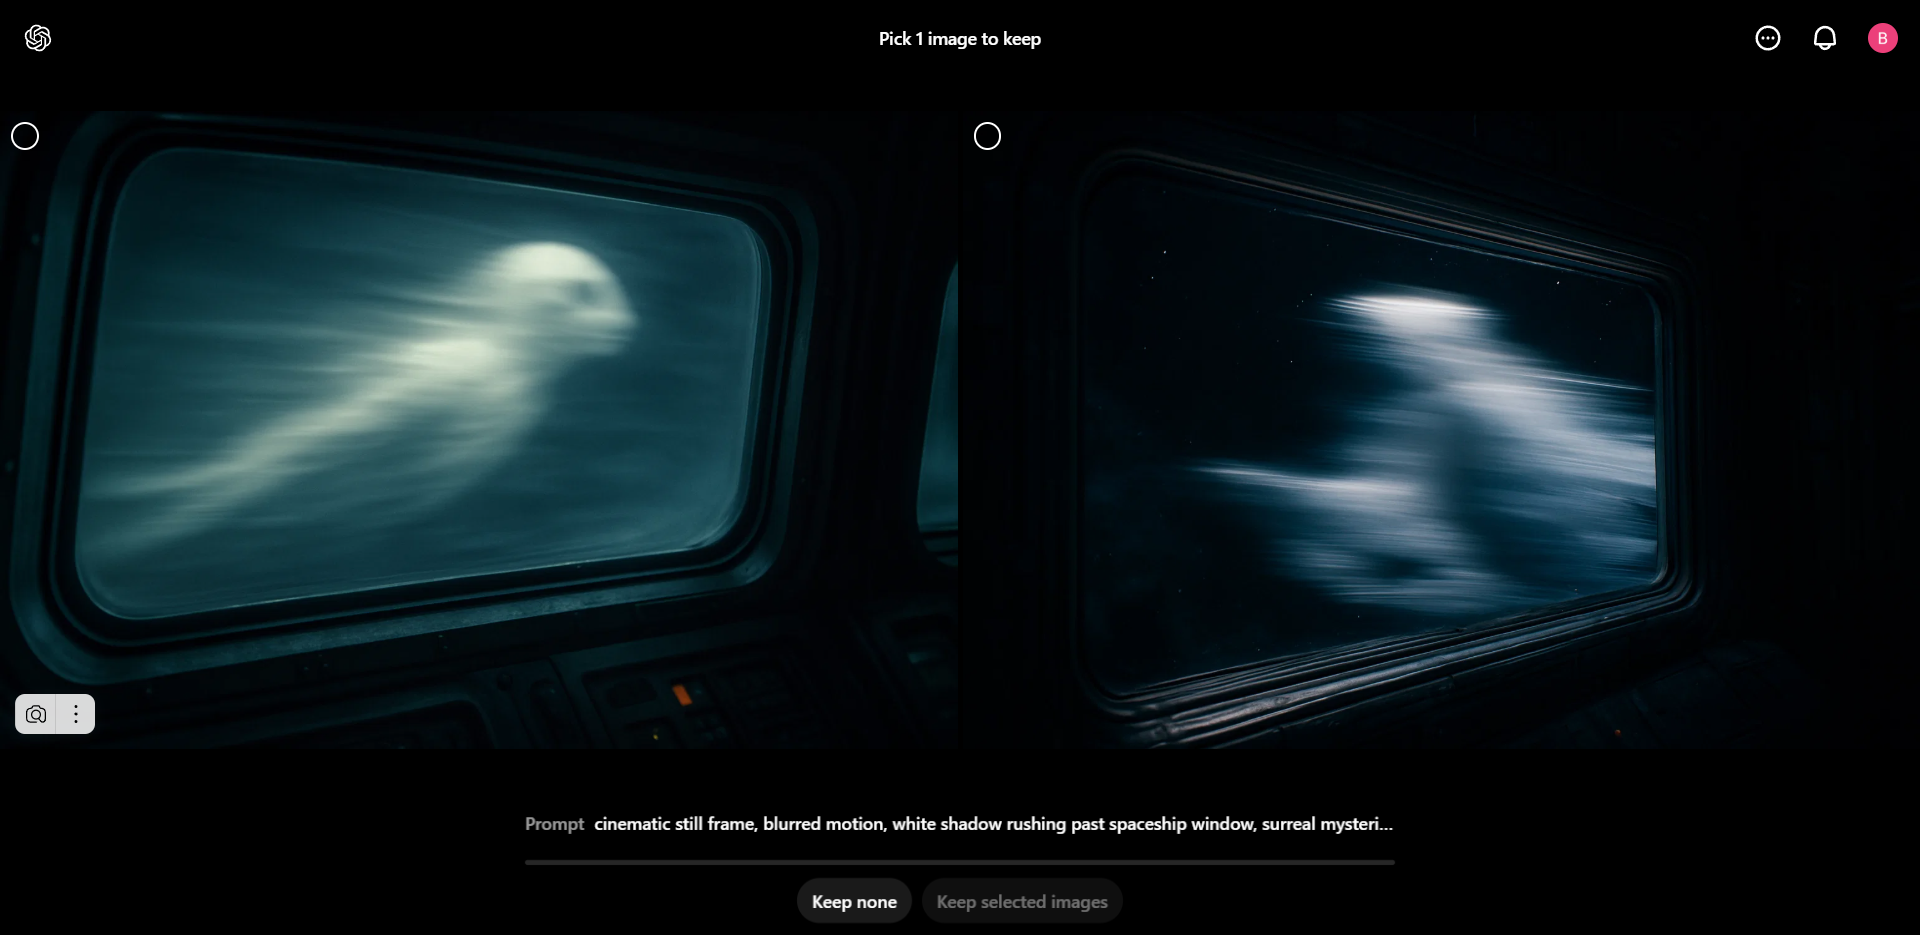 Pick 1 image to keep
B
Prompt cinematic still frame, blurred motion, white shadow rushing past spaceship window, surreal mysteri...
Keep none
Keep selected images